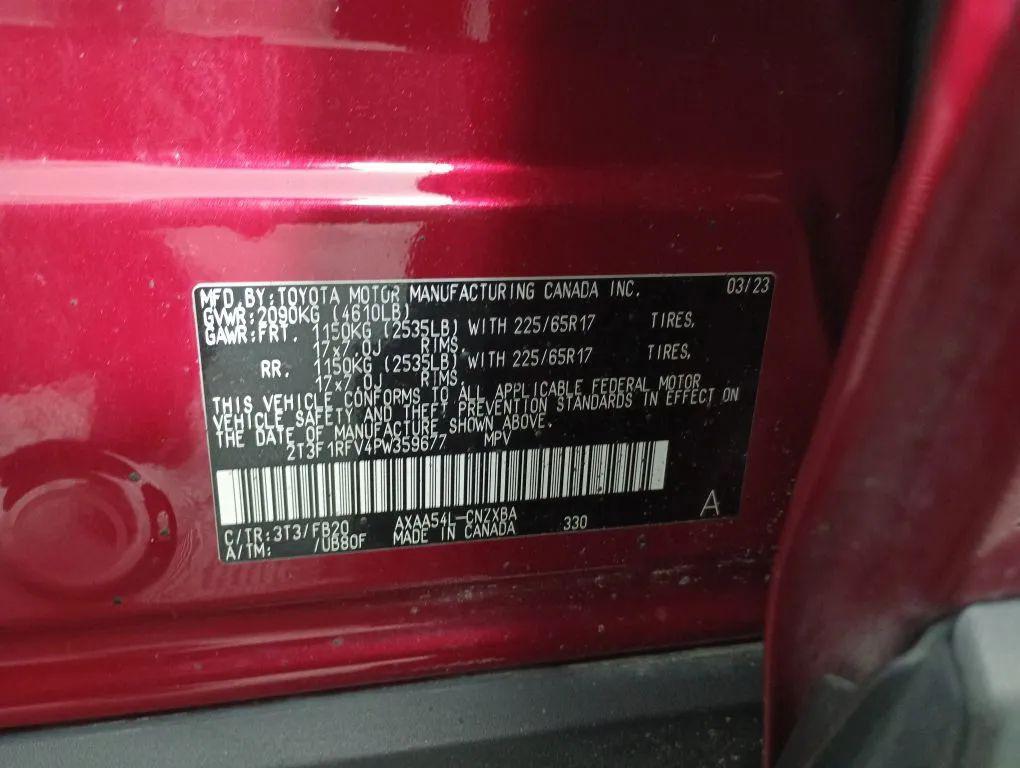 MFD. BY: TOYOTA MOTOR MANUFACTURING CANADA INC. 03/23
GVWR: 2090KG (4610LB)
GAWR: FRT. 1150KG (2535LB) WITH 225/65R17 TIRES,
17x7.0J RIMS,
RR. 1150KG (2535LB) WITH 225/65R17 TIRES,
17x7.0J RIMS
THIS VEHICLE CONFORMS TO ALL APPLICABLE FEDERAL MOTOR
VEHICLE SAFETY AND THEFT PREVENTION STANDARDS IN EFFECT ON
THE DATE OF MANUFACTURE SHOWN ABOVE.
2T3F1RFV4PW359677 MPV
C/TR: 3T3/FB20 AXAA54L-CNZXBA 330 A
A/TM: /UB80F MADE IN CANADA